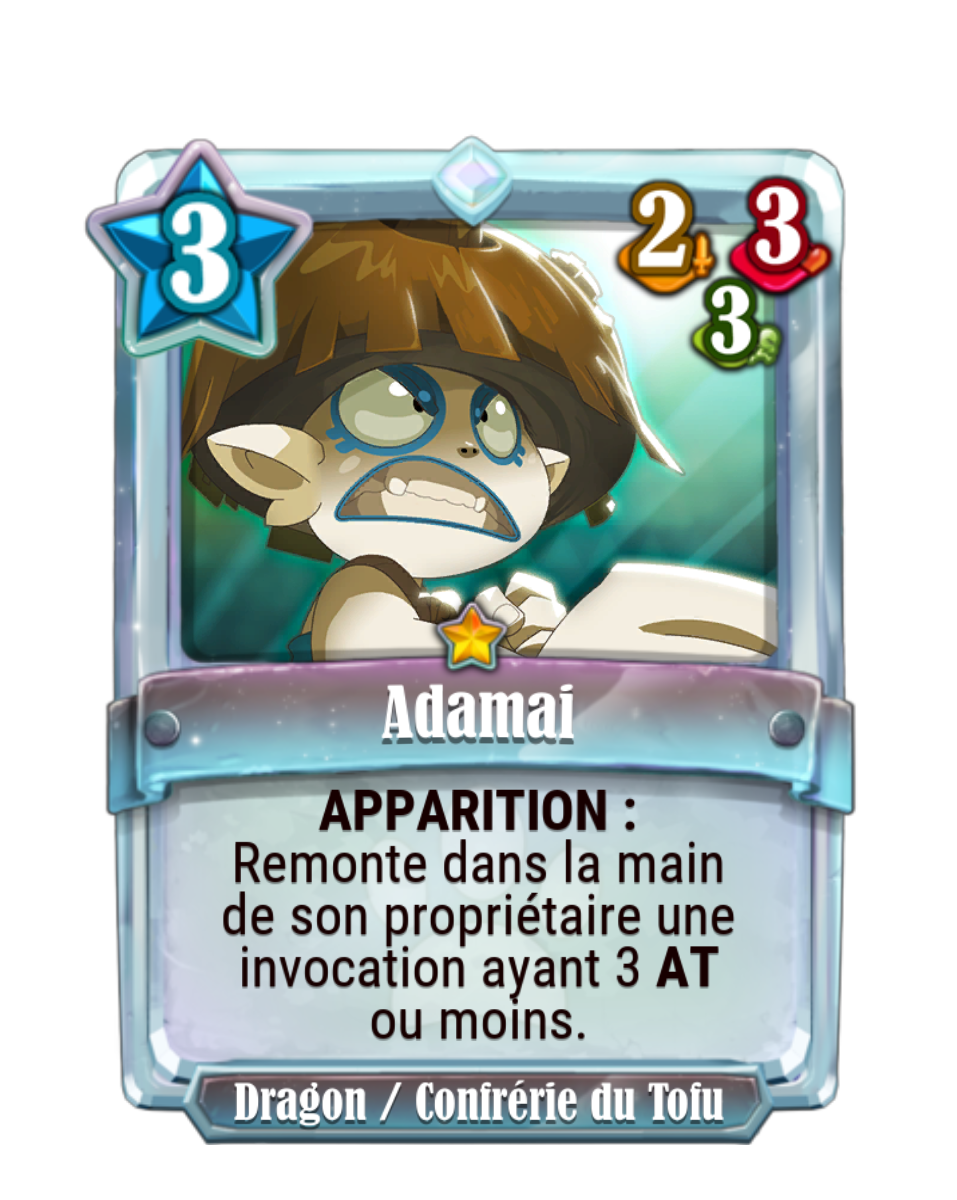 3
2
3
3
Adamai
APPARITION :
Remonte dans la main
de son propriétaire une
invocation ayant 3 AT
ou moins.
Dragon / Confrérie du Tofu